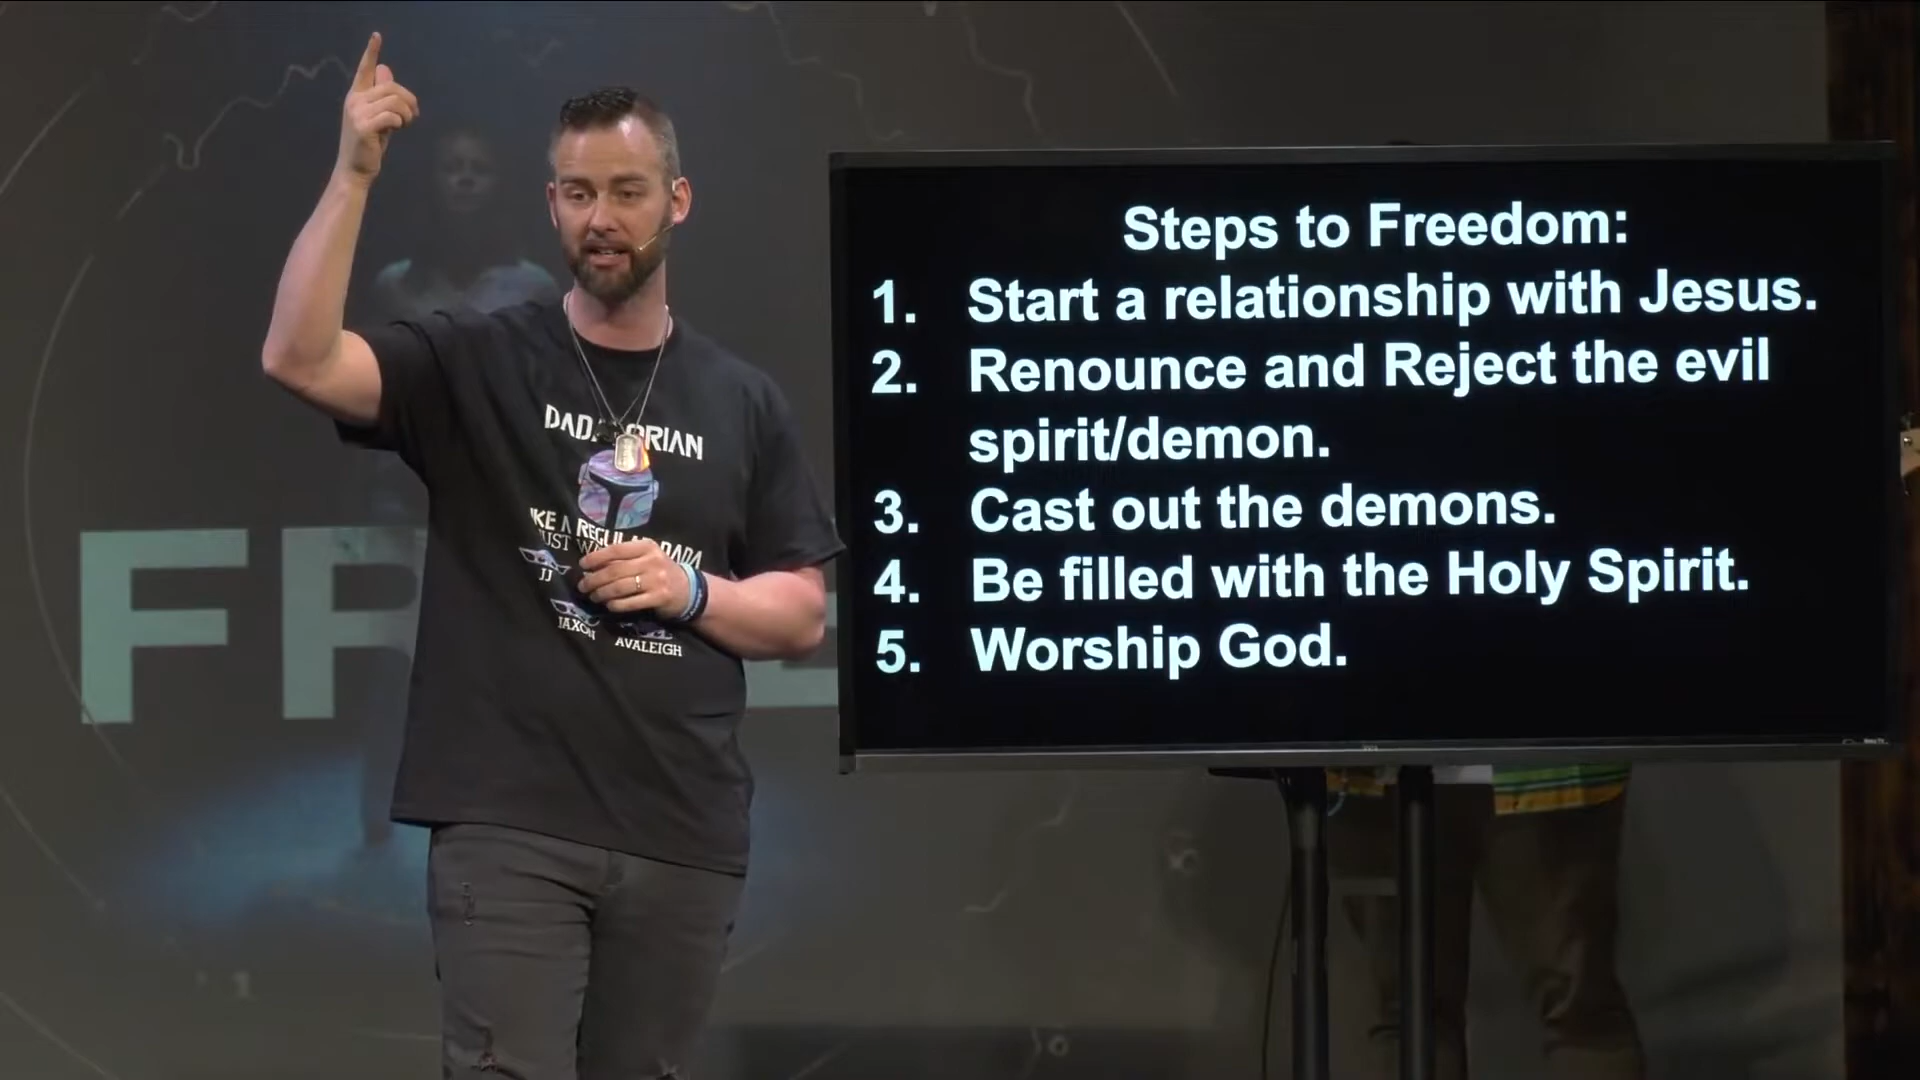 Steps to Freedom:
1. Start a relationship with Jesus.
2. Renounce and Reject the evil
spirit/demon.
3. Cast out the demons.
4. Be filled with the Holy Spirit.
5. Worship God.
JJ
JAXON
AVALEIGH